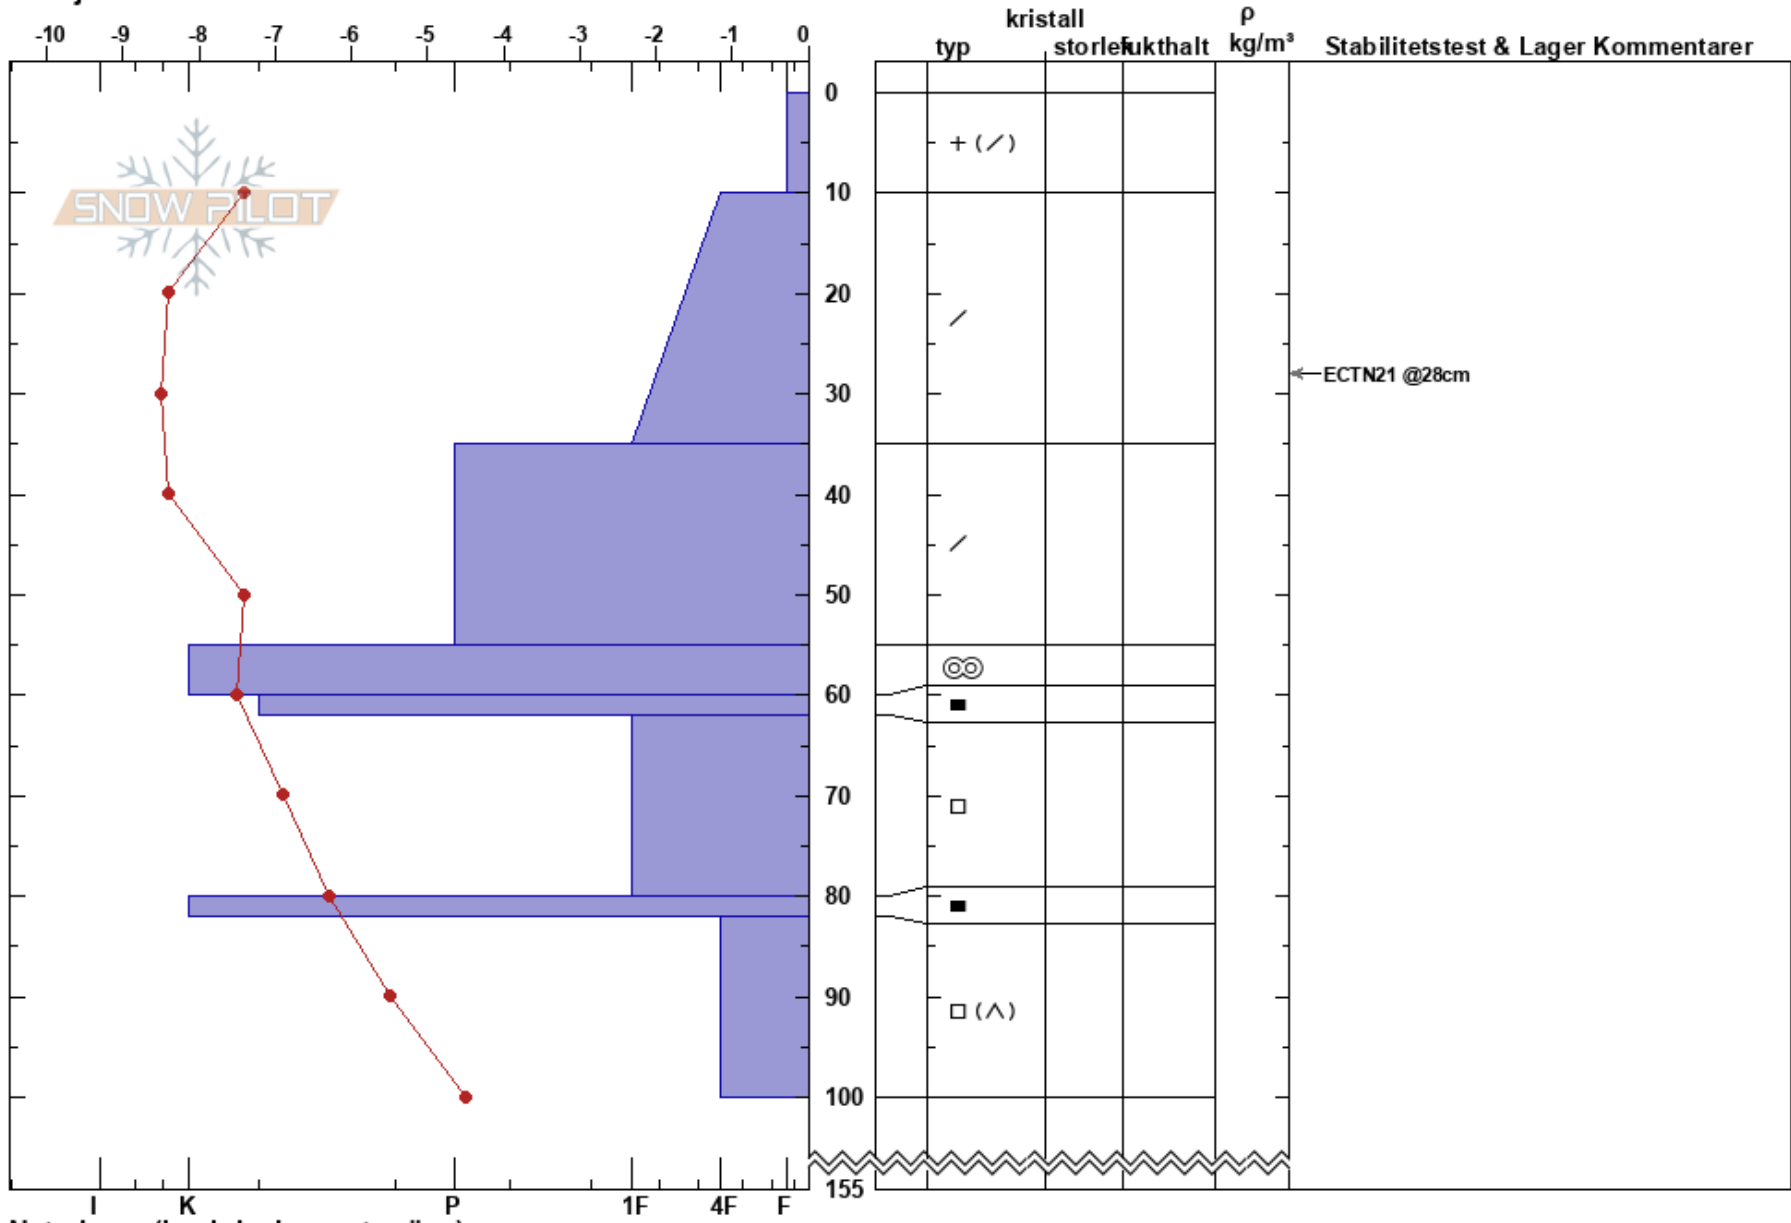 kristall ρ
-10 -9 -8 -7 -6 -5 -4 -3 -2 -1 0
typ storlek fukthalt kg/m³ Stabilitetstest & Lager Kommentarer
0
+ (/)
10
SNOW PILOT
20
/
ECTN21 @28cm
30
40
/
50
60
70
80
90
100
155
I K P 1F 4F F